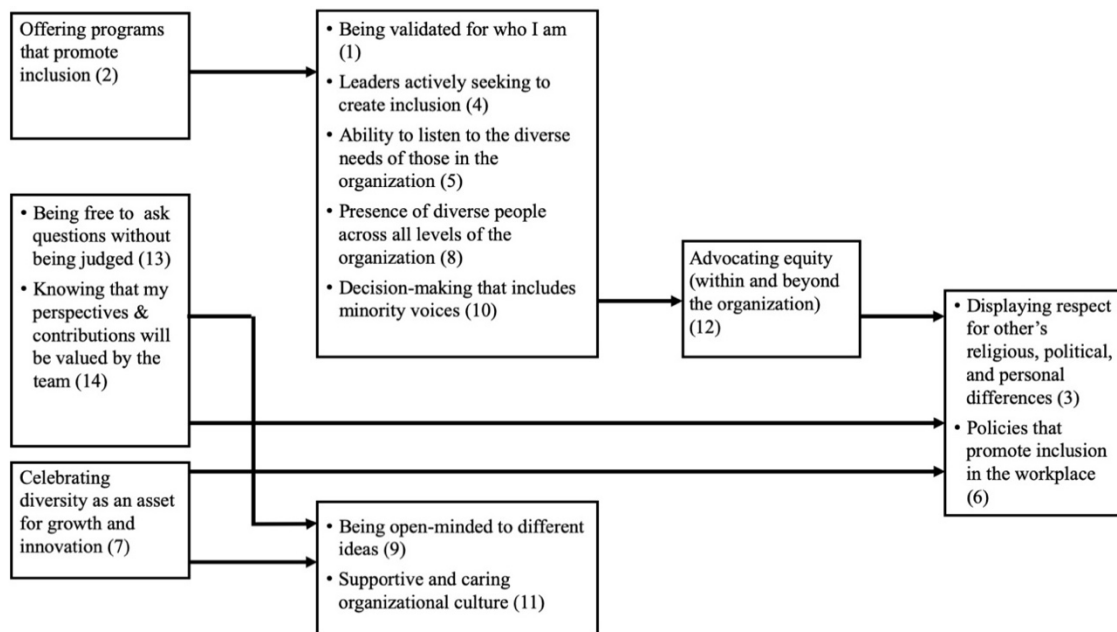 Offering programs
that promote
inclusion (2)
• Being validated for who I am
(1)
• Leaders actively seeking to
create inclusion (4)
• Ability to listen to the diverse
needs of those in the
organization (5)
• Presence of diverse people
across all levels of the
organization (8)
• Decision-making that includes
minority voices (10)
• Being free to ask
questions without
being judged (13)
• Knowing that my
perspectives &
contributions will
be valued by the
team (14)
Advocating equity
(within and beyond
the organization)
(12)
• Displaying respect
for other’s
religious, political,
and personal
differences (3)
• Policies that
promote inclusion
in the workplace
(6)
Celebrating
diversity as an asset
for growth and
innovation (7)
• Being open-minded to different
ideas (9)
• Supportive and caring
organizational culture (11)